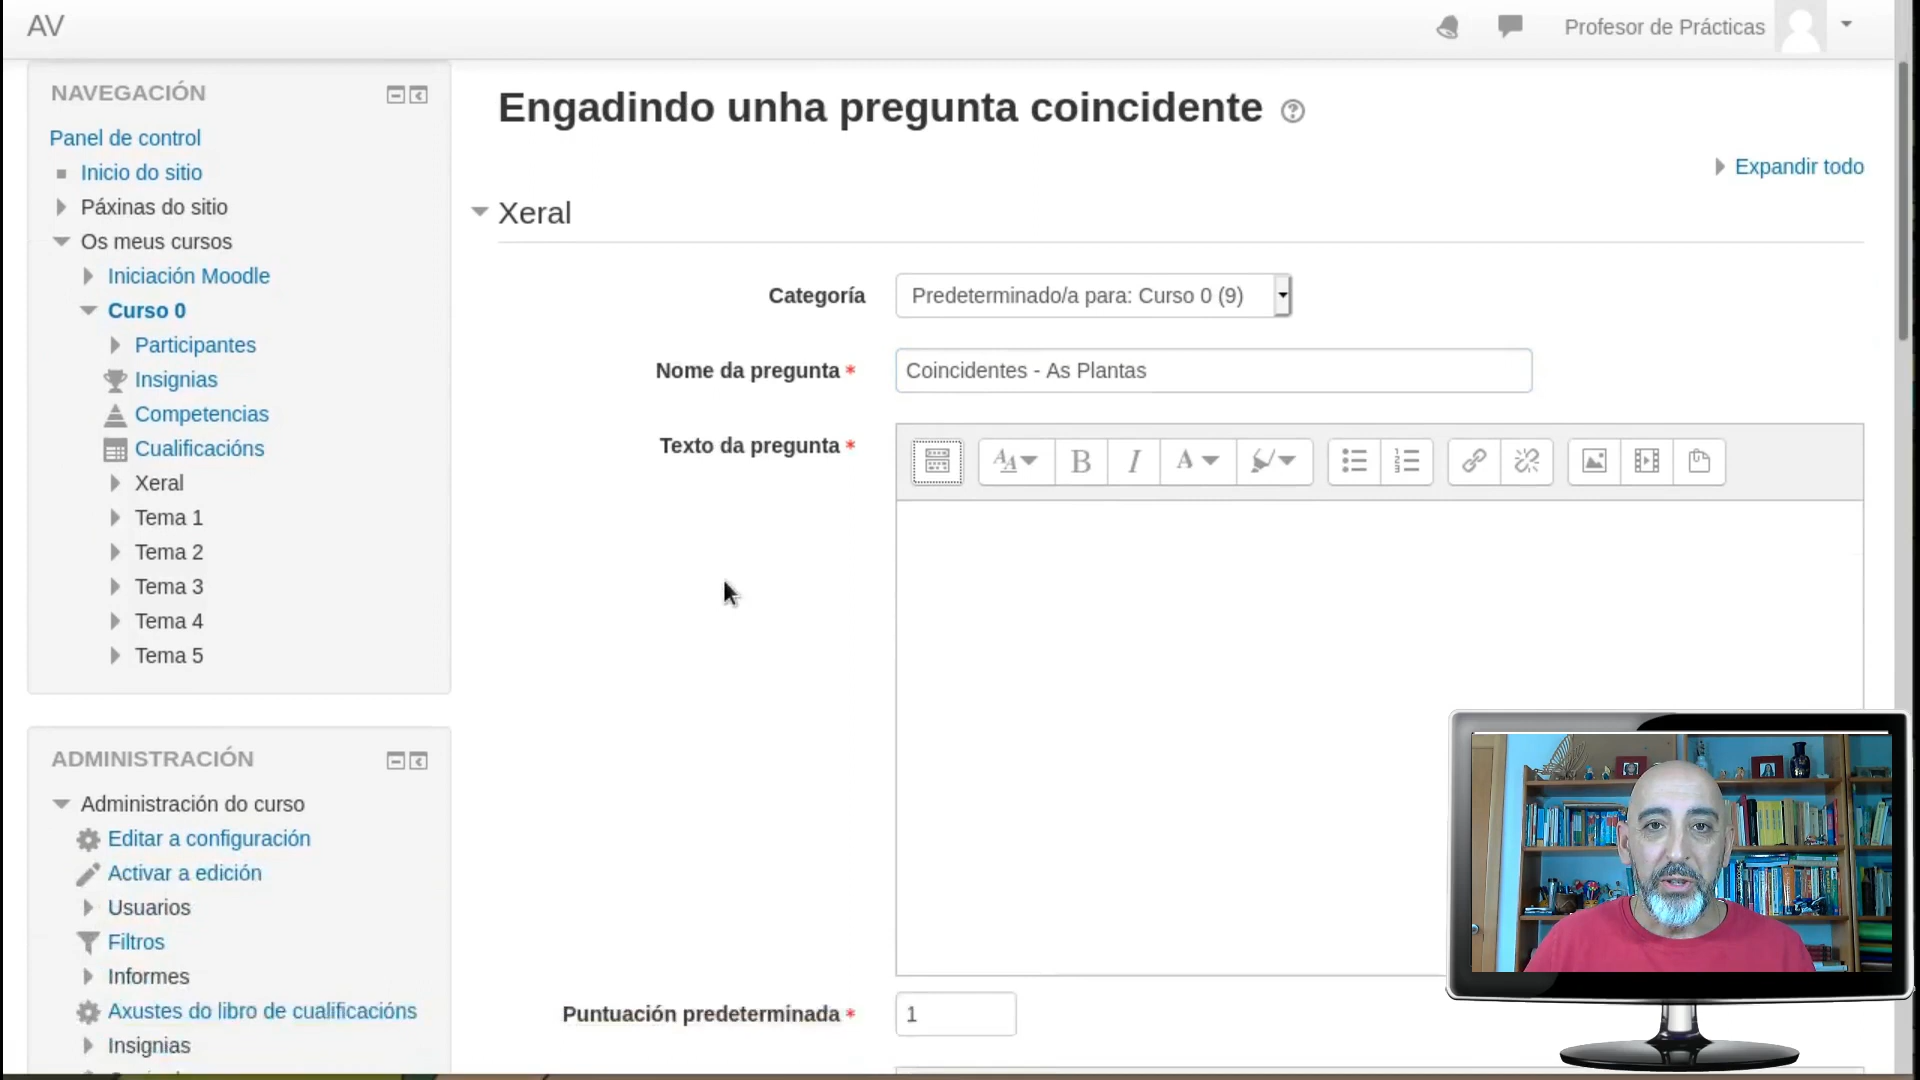 AV
Profesor de Prácticas
NAVEGACIÓN
Panel de control
Inicio do sitio
Páxinas do sitio
Os meus cursos
Iniciación Moodle
Curso 0
Participantes
Insignias
Competencias
Cualificacións
Xeral
Tema 1
Tema 2
Tema 3
Tema 4
Tema 5
ADMINISTRACIÓN
Administración do curso
Editar a configuración
Activar a edición
Usuarios
Filtros
Informes
Axustes do libro de cualificacións
Insignias
Engadindo unha pregunta coincidente
Expandir todo
Xeral
Categoría
Predeterminado/a para: Curso 0 (9)
Nome da pregunta *
Coincidentes - As Plantas
Texto da pregunta *
Puntuación predeterminada *
1